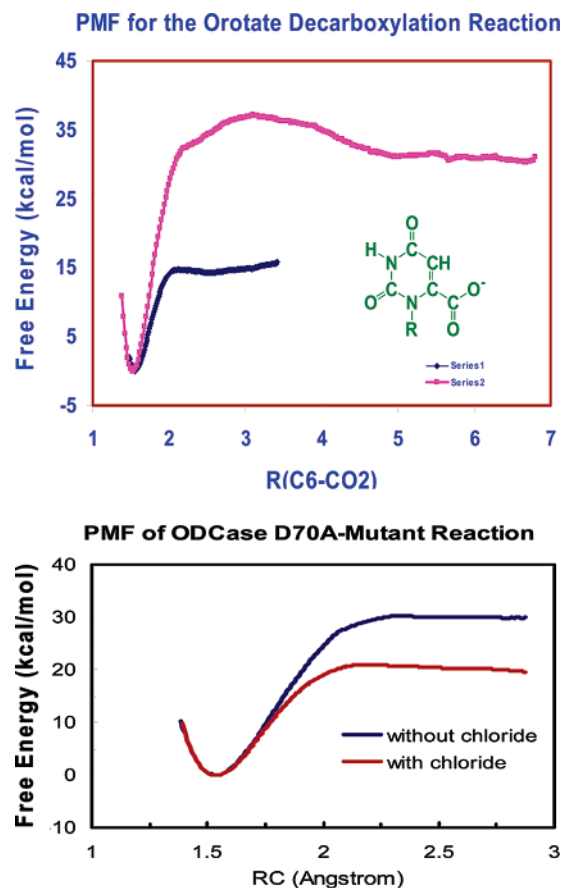 PMF for the Orotate Decarboxylation Reaction
Free Energy (kcal/mol)
45
35
25
15
5
-5
1 2 3 4 5 6 7
R(C6-CO2)
O
H
N
CH
O
N
O-
R
O
Series1
Series2
PMF of ODCase D70A-Mutant Reaction
Free Energy (kcal/mol)
40
30
20
10
0
-10
without chloride
with chloride
1 1.5 2 2.5 3
RC (Angstrom)